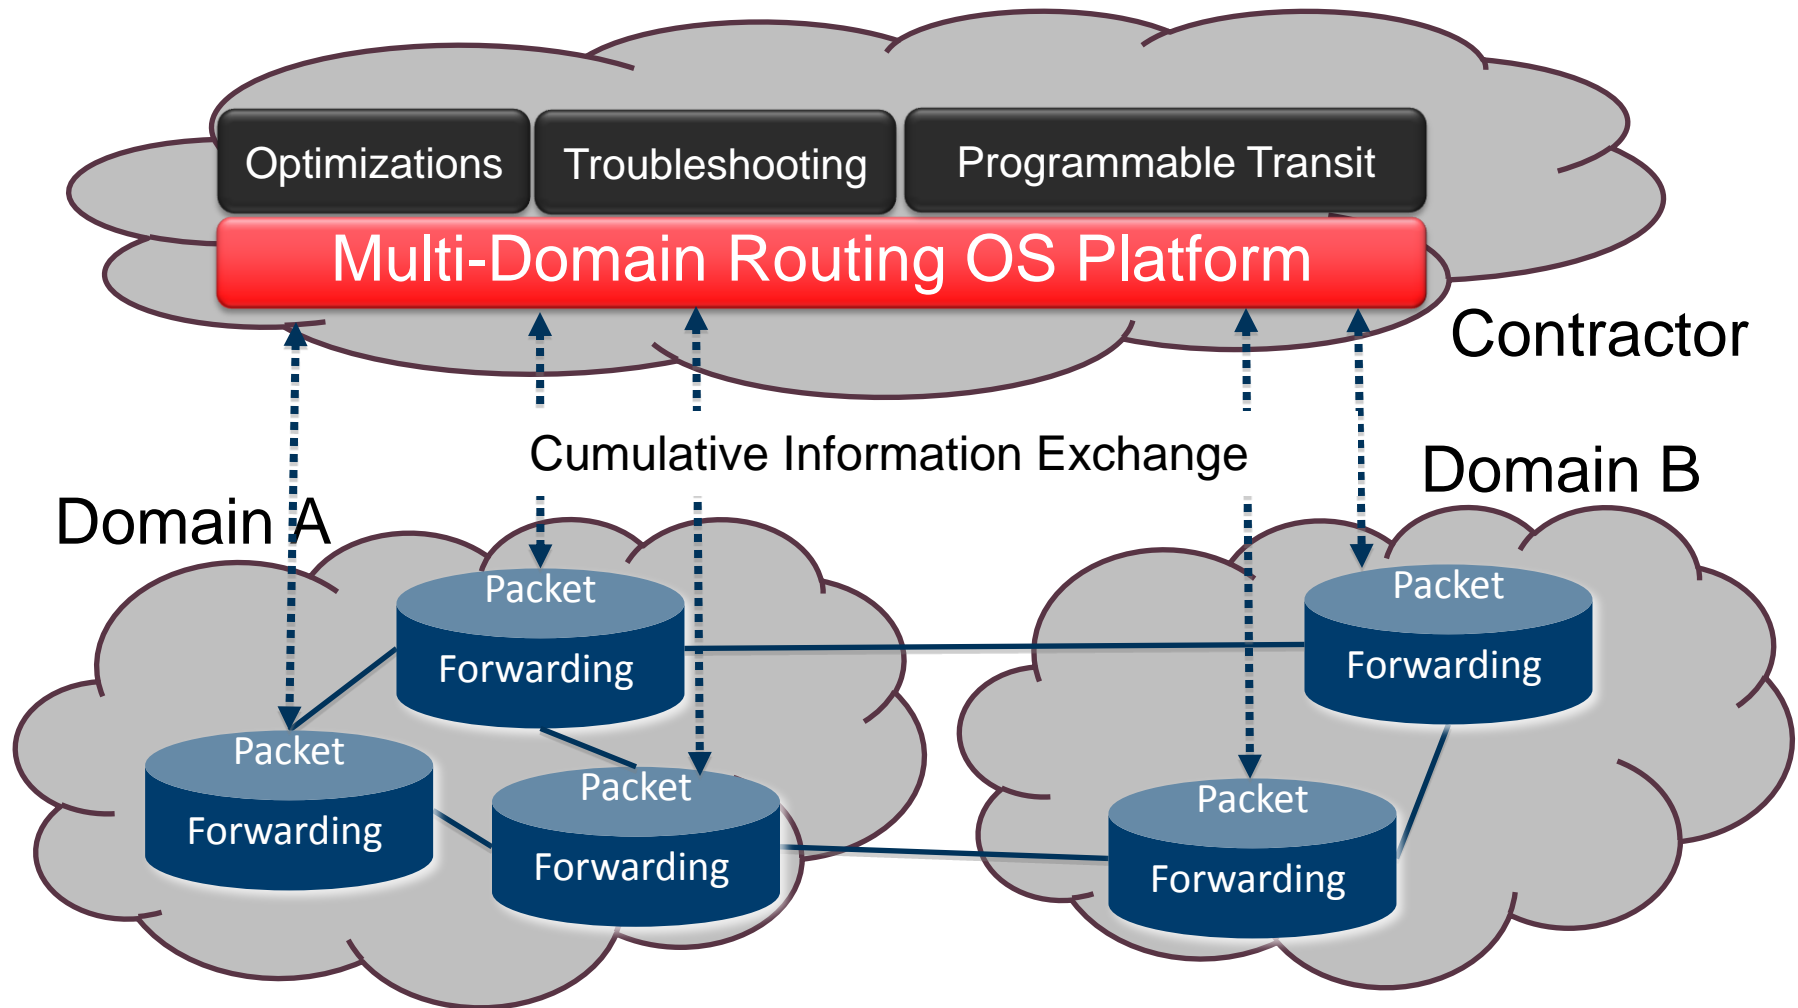 Optimizations
Troubleshooting
Programmable Transit
Multi-Domain Routing OS Platform
Contractor
Cumulative Information Exchange
Domain A
Domain B
Packet
Forwarding
Packet
Forwarding
Packet
Forwarding
Packet
Forwarding
Packet
Forwarding